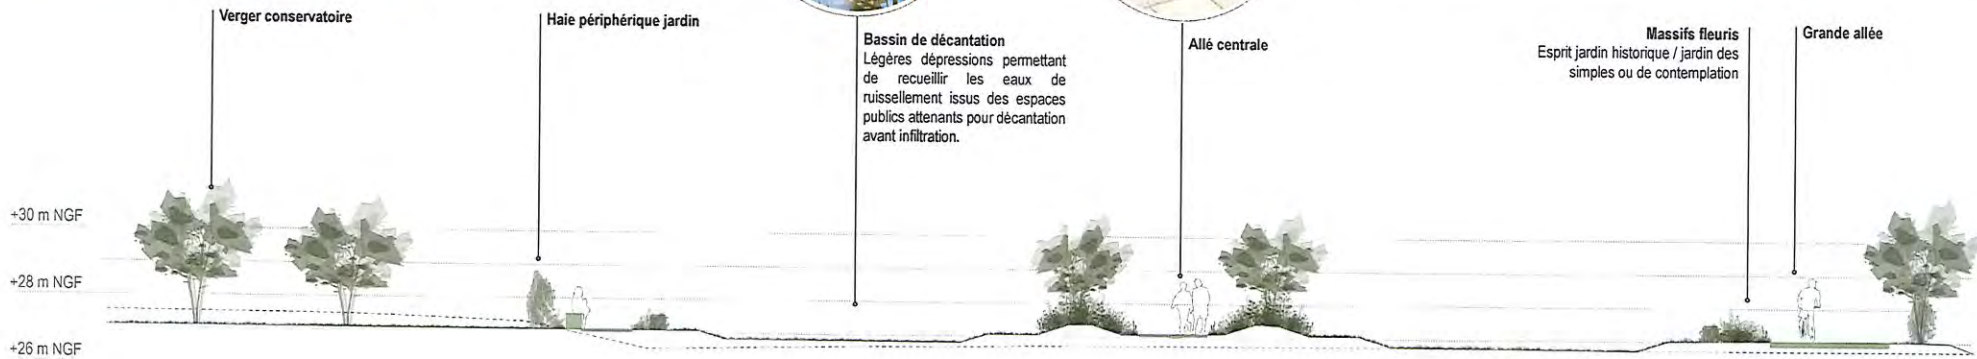 Verger conservatoire
Haie périphérique jardin
Bassin de décantation
Légères dépressions permettant
de recueillir les eaux de
ruissellement issus des espaces
publics attenants pour décantation
avant infiltration.
Allé centrale
Massifs fleuris
Esprit jardin historique / jardin des
simples ou de contemplation
Grande allée
+30 m NGF
+28 m NGF
+26 m NGF